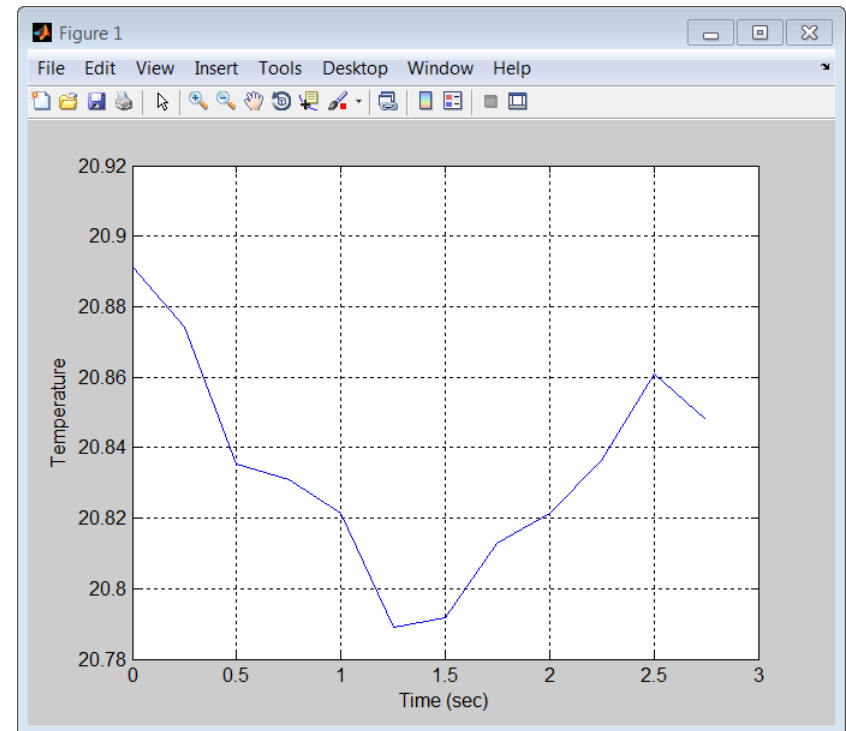 Figure 1
File Edit View Insert Tools Desktop Window Help
20.92
20.9
20.88
20.86
20.84
20.82
20.8
20.78
Temperature
0 0.5 1 1.5 2 2.5 3
Time (sec)